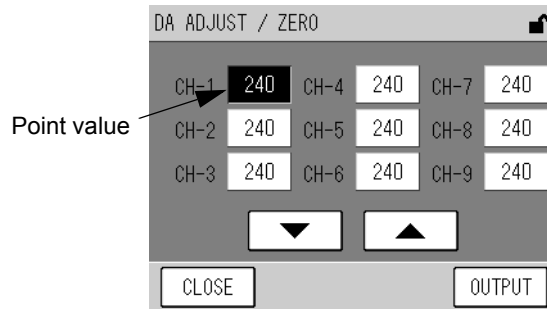 DA ADJUST / ZERO
CH-1 240 CH-4 240 CH-7 240
Point value
CH-2 240 CH-5 240 CH-8 240
CH-3 240 CH-6 240 CH-9 240
CLOSE OUTPUT